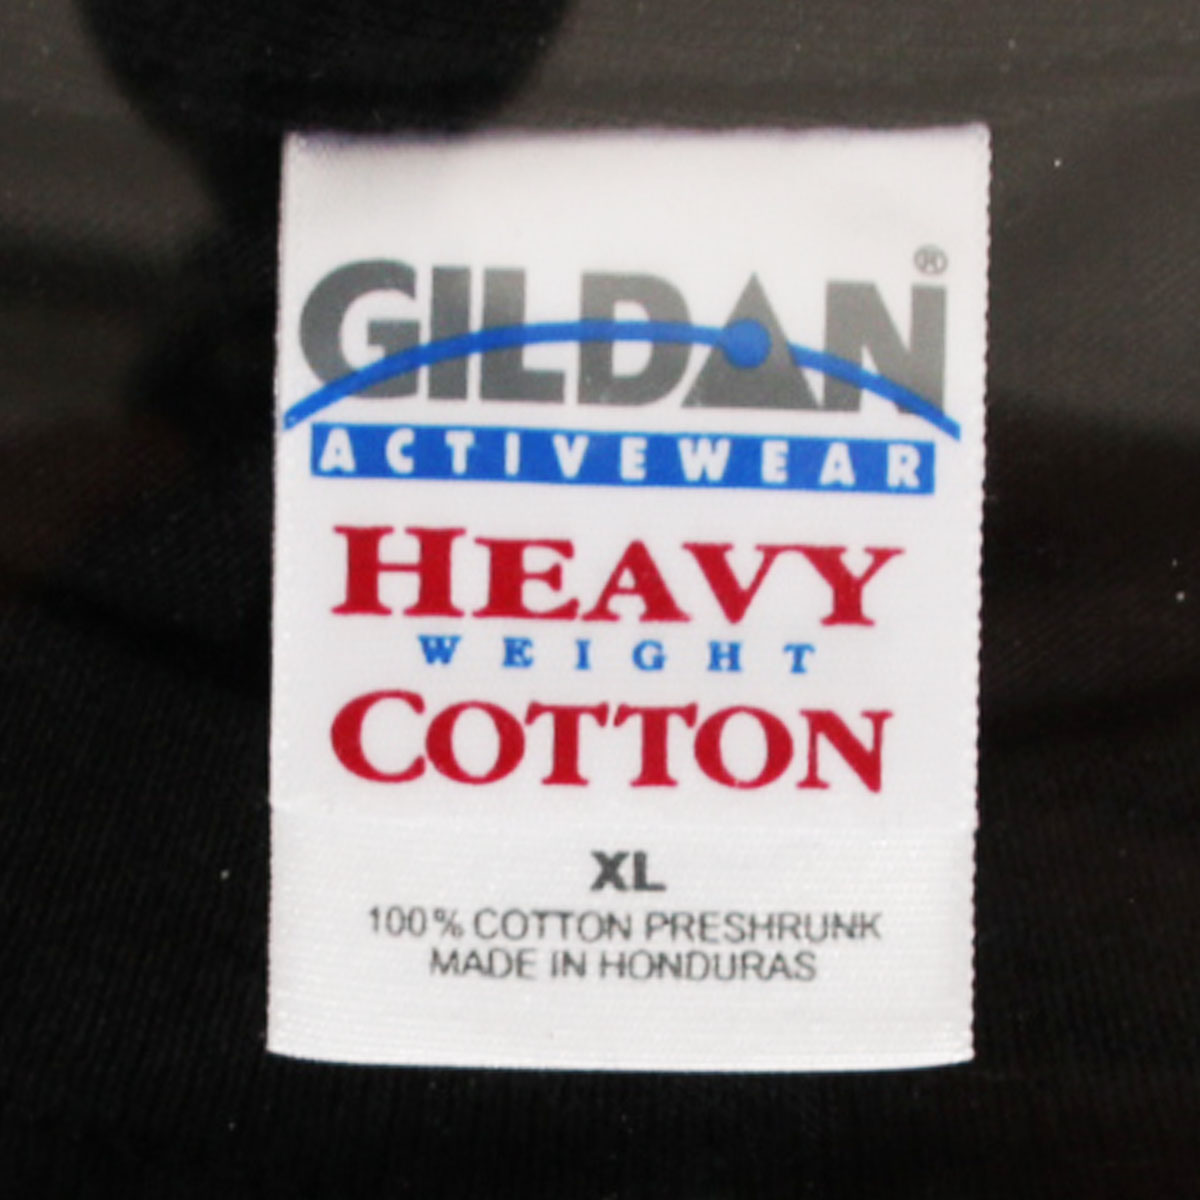 GILDAN®
ACTIVEWEAR
HEAVY
WEIGHT
COTTON
XL
100% COTTON PRESHRUNK
MADE IN HONDURAS